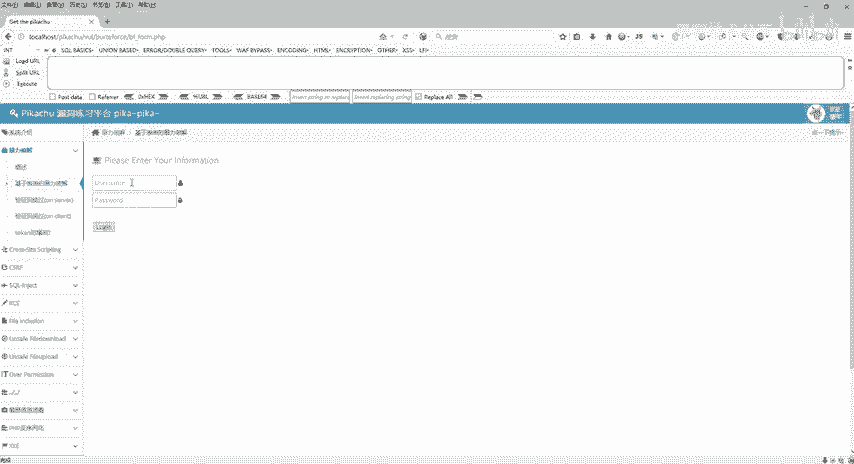 Get the pikachu
localhost/pikachu/vul/burteforce/bf_form.php
搜索
INT
SQL BASICS- UNION BASED- ERROR/DOUBLE QUERY- TOOLS- WAF BYPASS- ENCODING- HTML- ENCRYPTION- OTHER- XSS- LFI-
Load URL
Split URL
Execute
Post data Referrer 0xHEX %URL BASE64 Insert string to replace Insert replacing string Replace All
Pikachu 漏洞练习平台 pika~pika~
系统介绍
暴力破解 › 基于表单的暴力破解
点一下提示~
暴力破解
概述
基于表单的暴力破解
验证码绕过(on server)
验证码绕过(on client)
token防爆破?
Please Enter Your Information
Username
Password
Login
Cross-Site Scripting
CSRF
SQL-Inject
RCE
File Inclusion
Unsafe Filedownload
Unsafe Fileupload
Over Permission
../../
敏感信息泄露
PHP反序列化
XXE